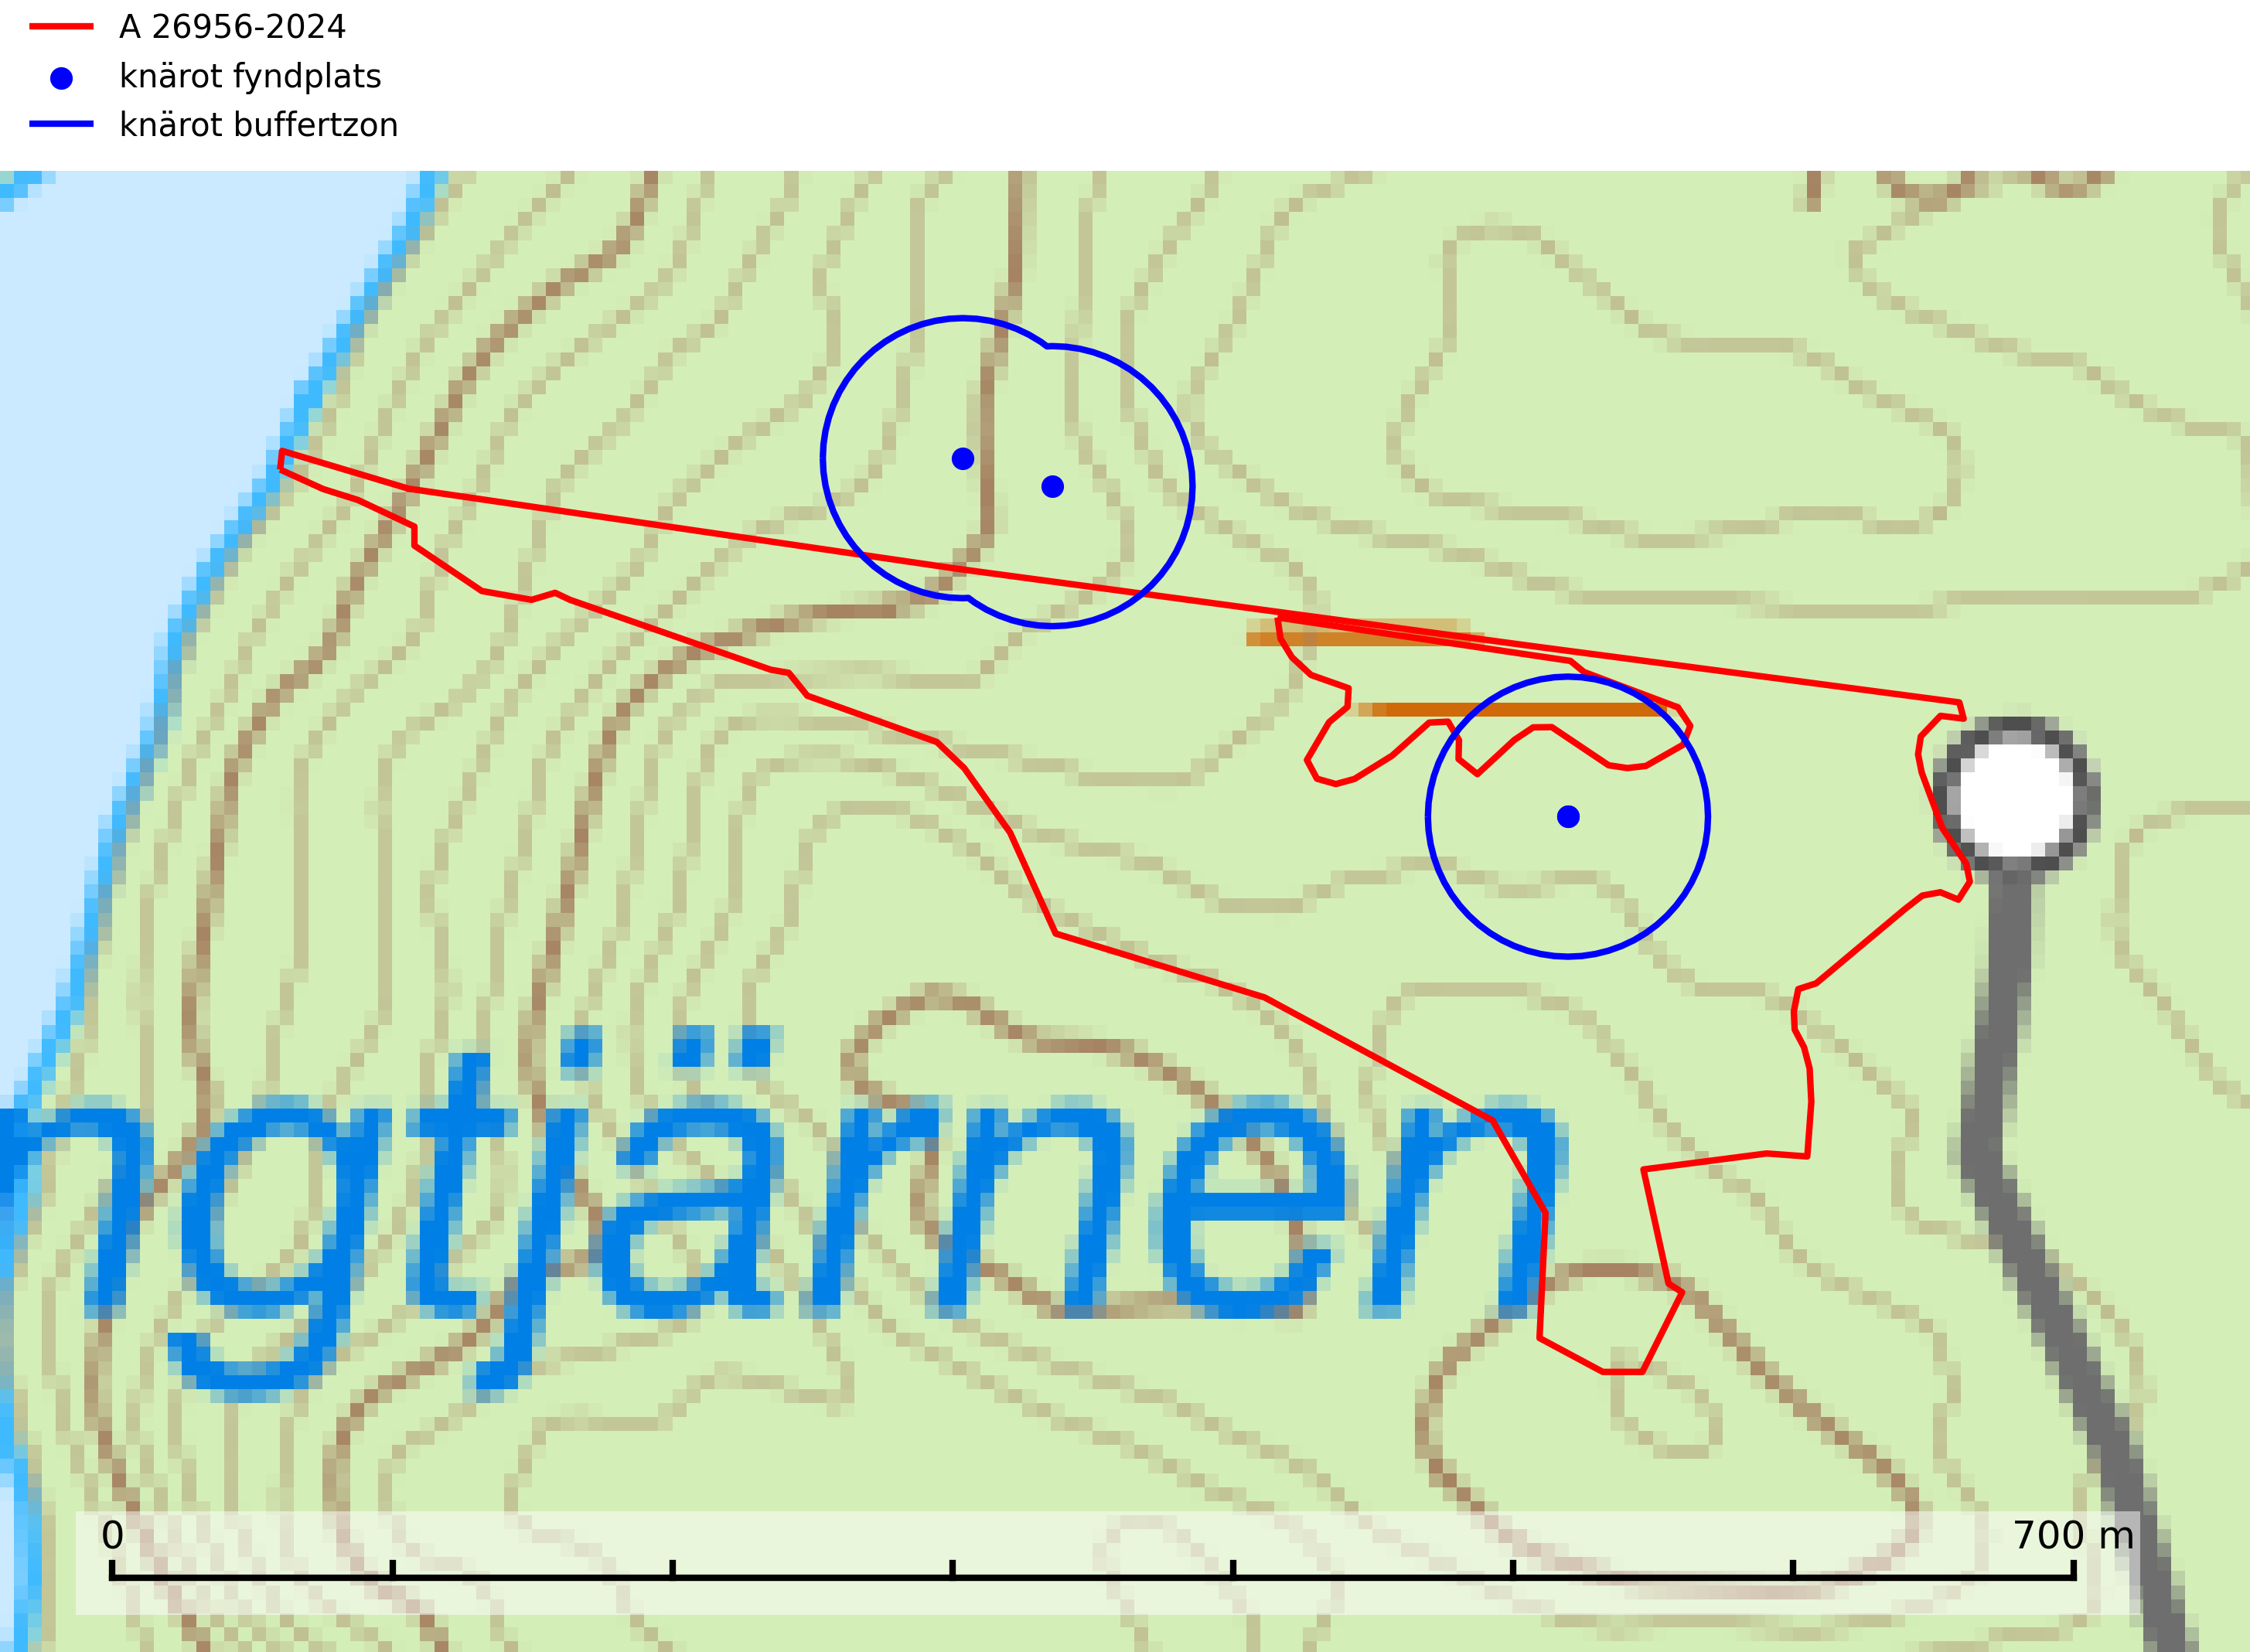 A 26956-2024
knärot fyndplats
knärot buffertzon
ngtjärnen
0 700 m